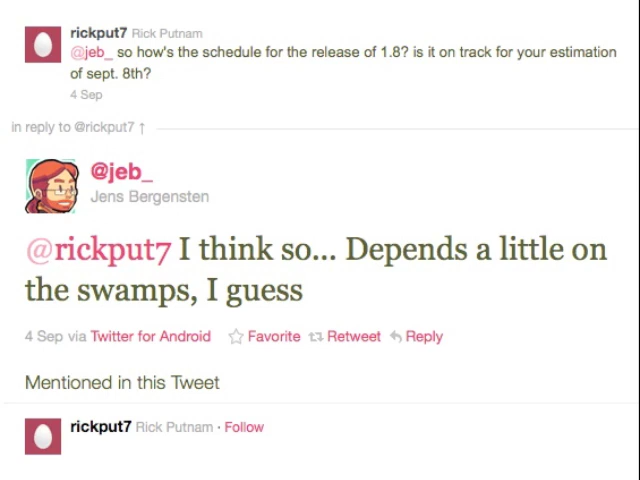 rickput7 Rick Putnam
@jeb_ so how's the schedule for the release of 1.8? is it on track for your estimation
of sept. 8th?
4 Sep
in reply to @rickput7 ↑
@jeb_
Jens Bergensten
@rickput7 I think so... Depends a little on
the swamps, I guess
4 Sep via Twitter for Android Favorite Retweet Reply
Mentioned in this Tweet
rickput7 Rick Putnam · Follow